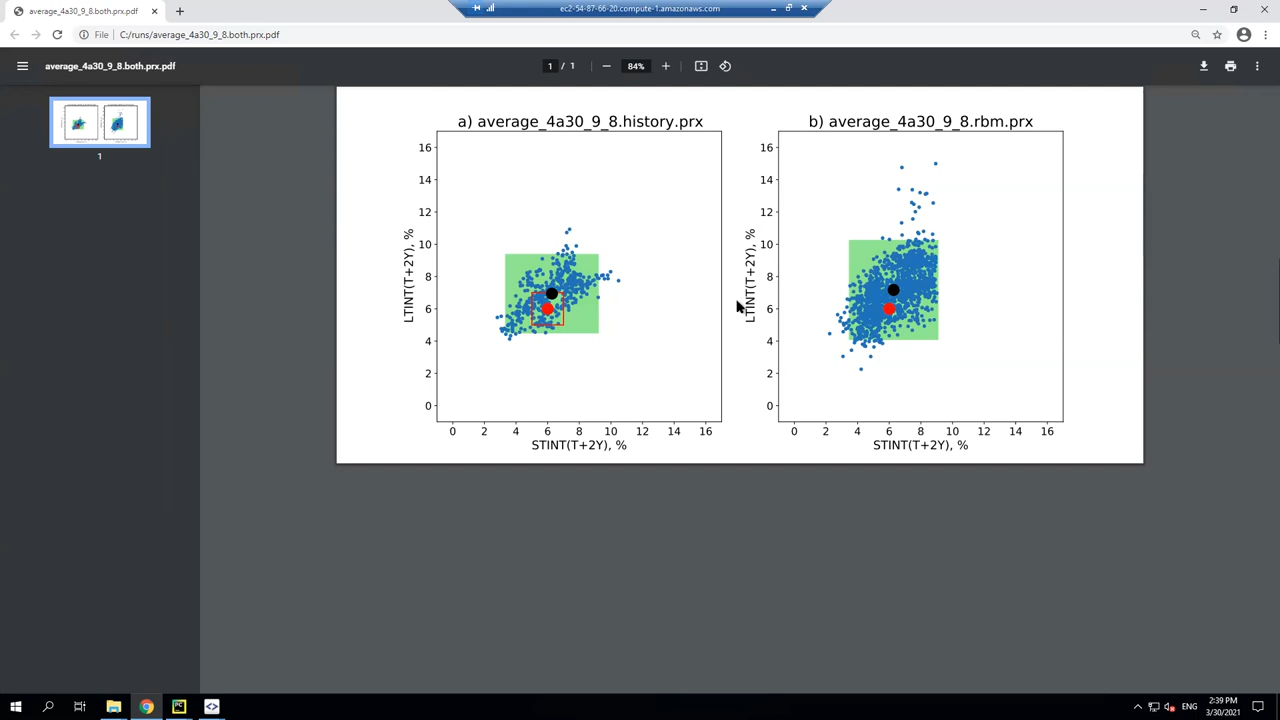 average_4a30_9_8.both.prx.pdf
ec2-54-87-66-20.compute-1.amazonaws.com
File
C:/runs/average_4a30_9_8.both.prx.pdf
average_4a30_9_8.both.prx.pdf
1 / 1
84%
1
a) average_4a30_9_8.history.prx
16
14
12
10
8
6
4
2
0
LTINT(T+2Y), %
0 2 4 6 8 10 12 14 16
STINT(T+2Y), %
b) average_4a30_9_8.rbm.prx
16
14
12
10
8
6
4
2
0
LTINT(T+2Y), %
0 2 4 6 8 10 12 14 16
STINT(T+2Y), %
PC
ENG
2:39 PM
3/30/2021